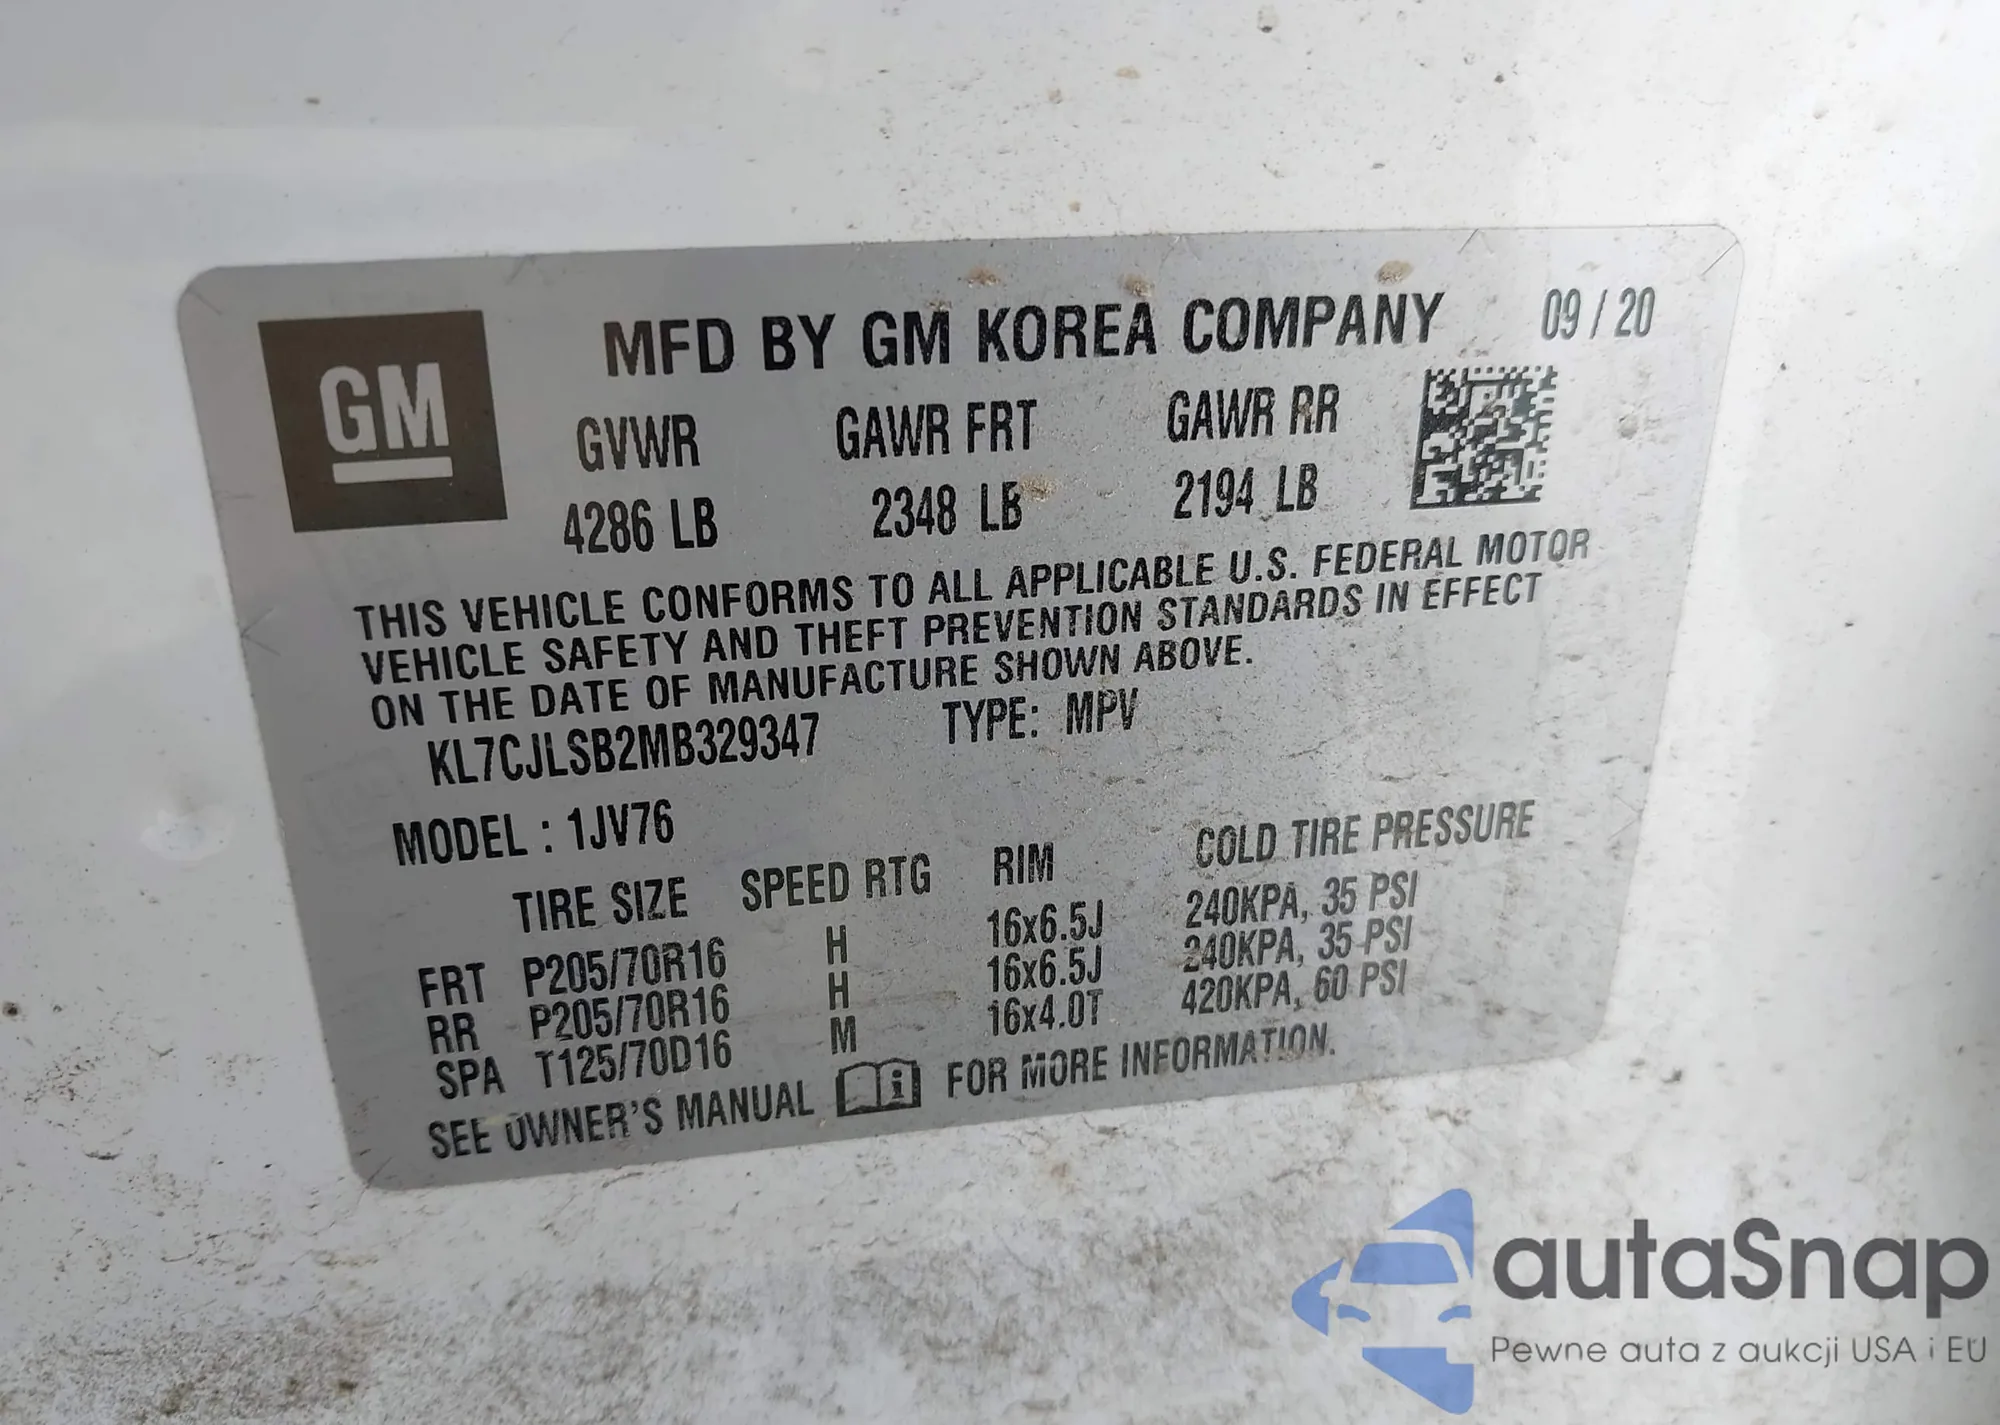 GM
MFD BY GM KOREA COMPANY 09 / 20
GVWR GAWR FRT GAWR RR
4286 LB 2348 LB 2194 LB
THIS VEHICLE CONFORMS TO ALL APPLICABLE U.S. FEDERAL MOTOR
VEHICLE SAFETY AND THEFT PREVENTION STANDARDS IN EFFECT
ON THE DATE OF MANUFACTURE SHOWN ABOVE.
KL7CJLSB2MB329347 TYPE: MPV
MODEL : 1JV76
TIRE SIZE SPEED RTG RIM COLD TIRE PRESSURE
FRT P205/70R16 H 16x6.5J 240KPA, 35 PSI
RR P205/70R16 H 16x6.5J 240KPA, 35 PSI
SPA T125/70D16 M 16x4.0T 420KPA, 60 PSI
SEE OWNER'S MANUAL FOR MORE INFORMATION.
autaSnap
Pewne auta z aukcji USA i EU